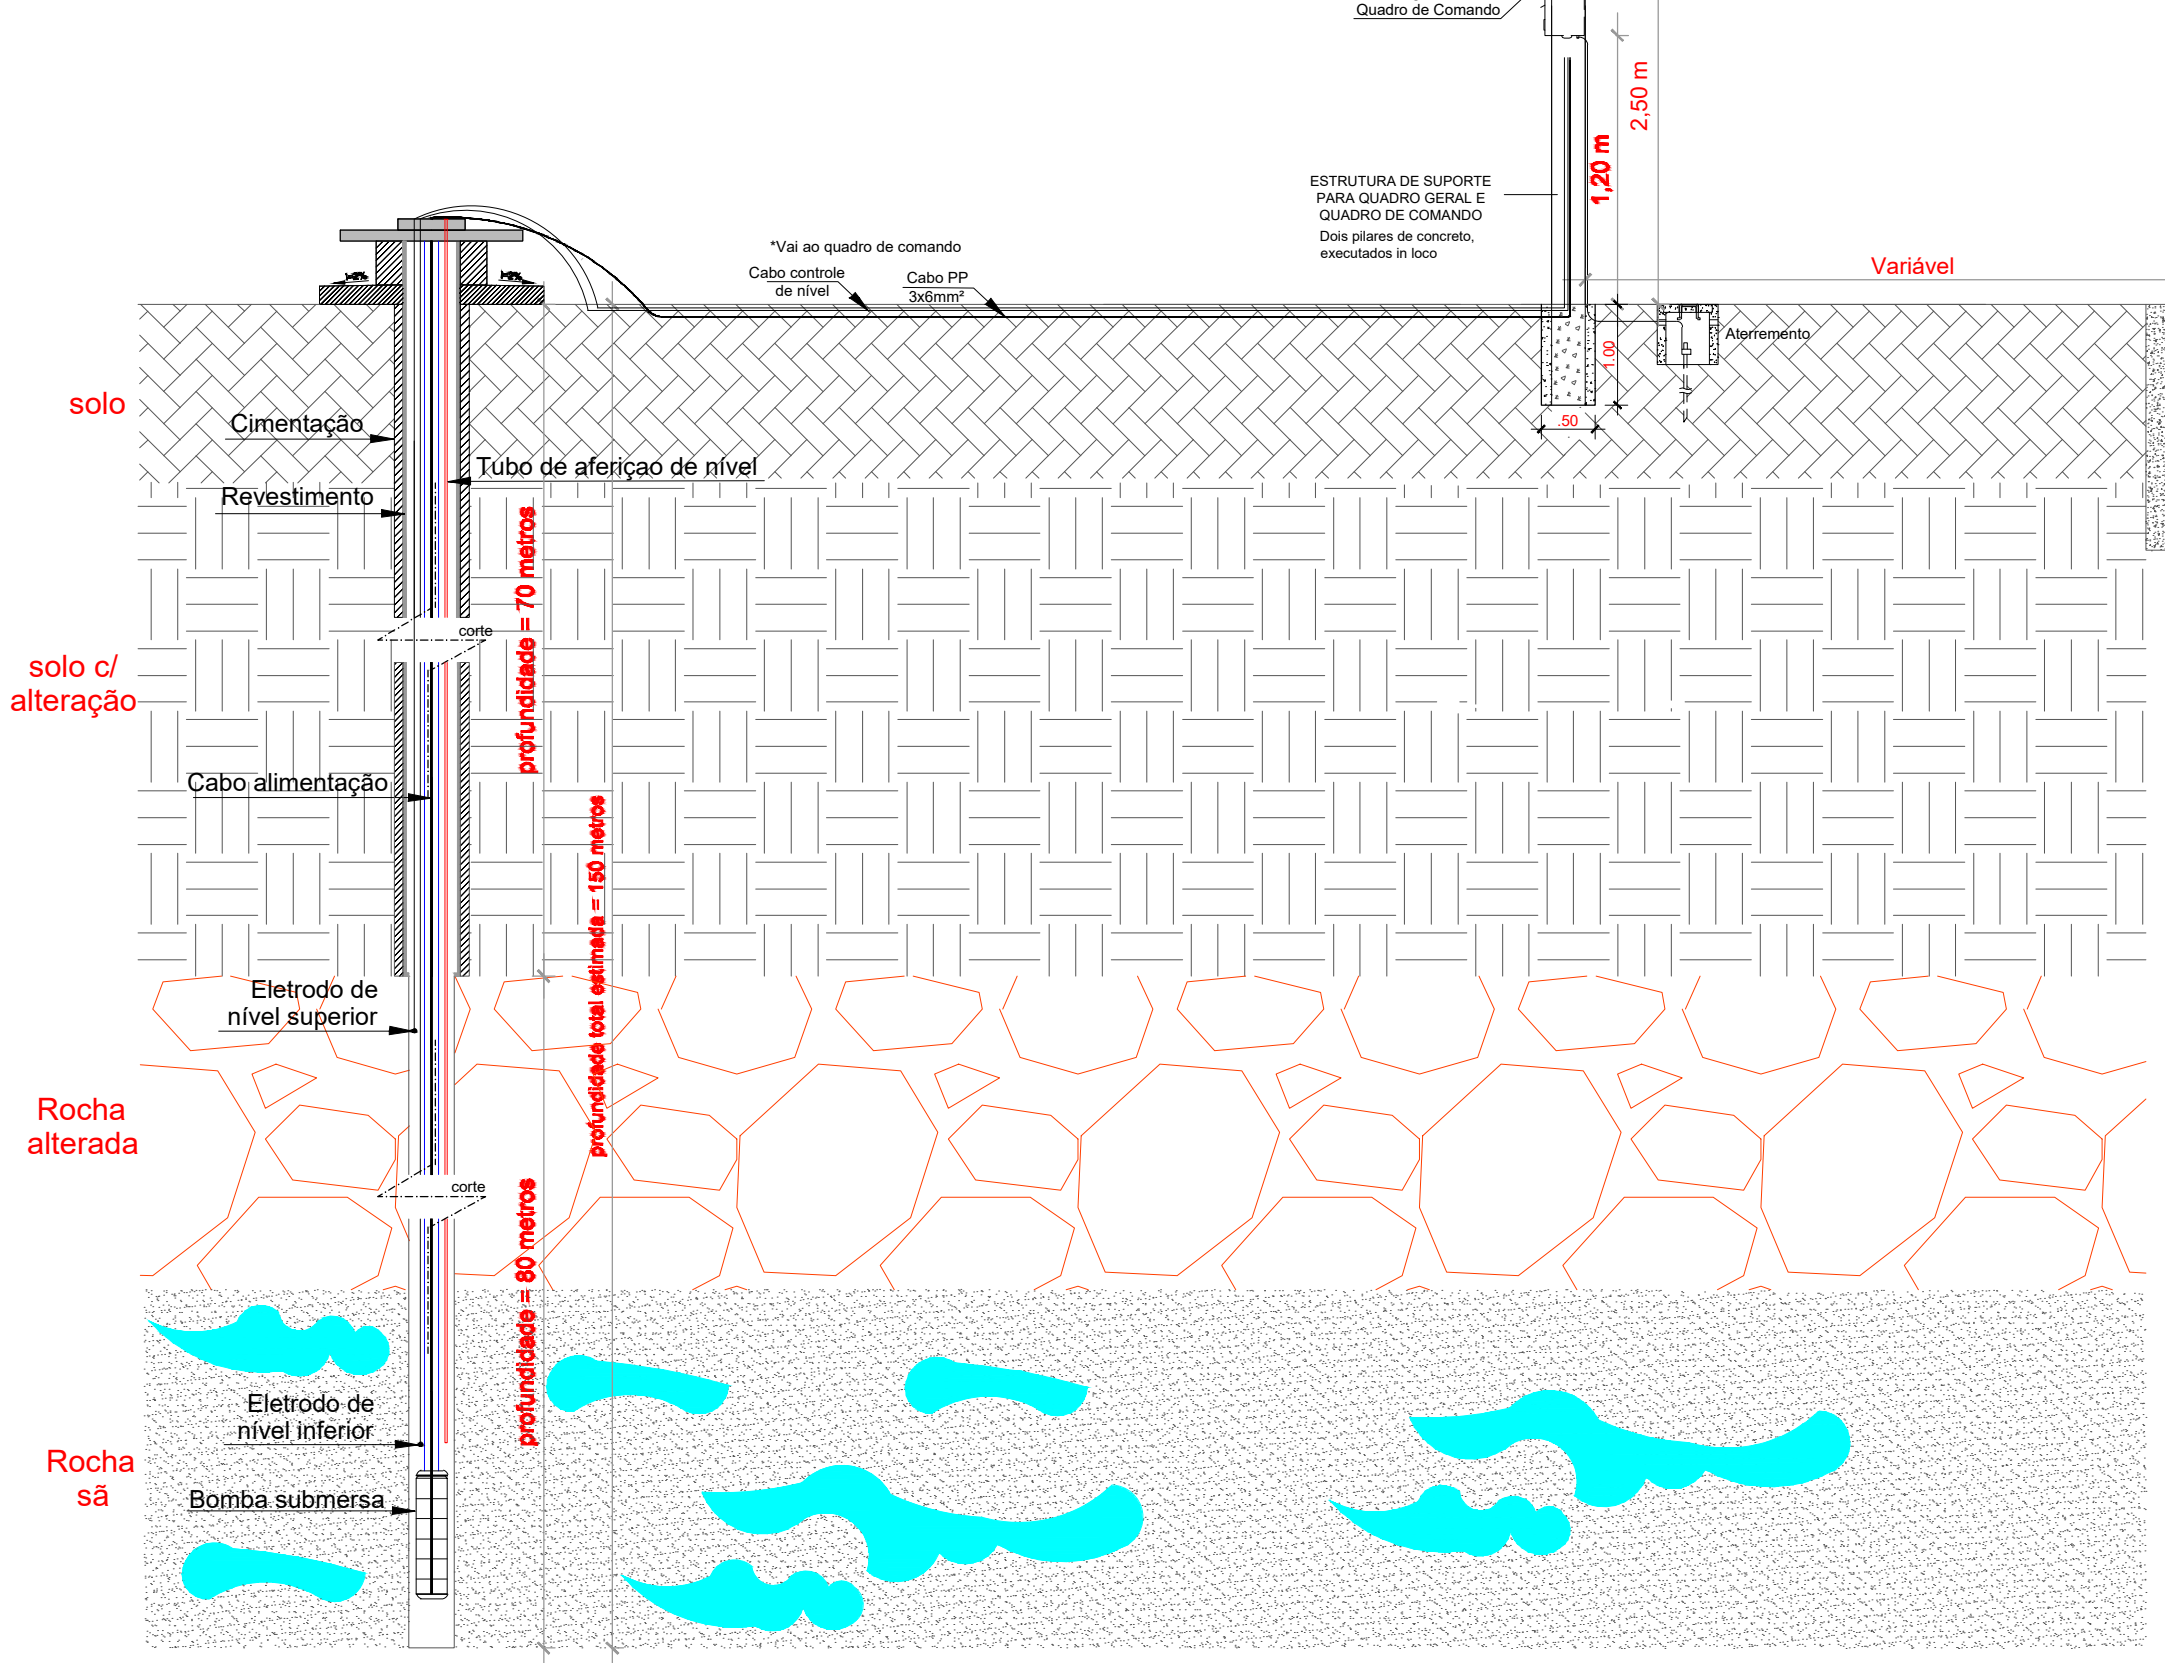 Quadro de Comando
2,50 m
1,20 m
ESTRUTURA DE SUPORTE
PARA QUADRO GERAL E
QUADRO DE COMANDO
Dois pilares de concreto,
executados in loco
*Vai ao quadro de comando
Cabo controle
de nível
Cabo PP
3x6mm²
Variável
Aterremento
1.00
.50
solo
Cimentação
Tubo de aferiçao de nível
Revestimento
profundidade = 70 metros
corte
solo c/
alteração
Cabo alimentação
profundidade total estimada = 150 metros
Eletrodo de
nível superior
Rocha
alterada
corte
profundidade = 80 metros
Eletrodo de
nível inferior
Rocha
sã
Bomba submersa